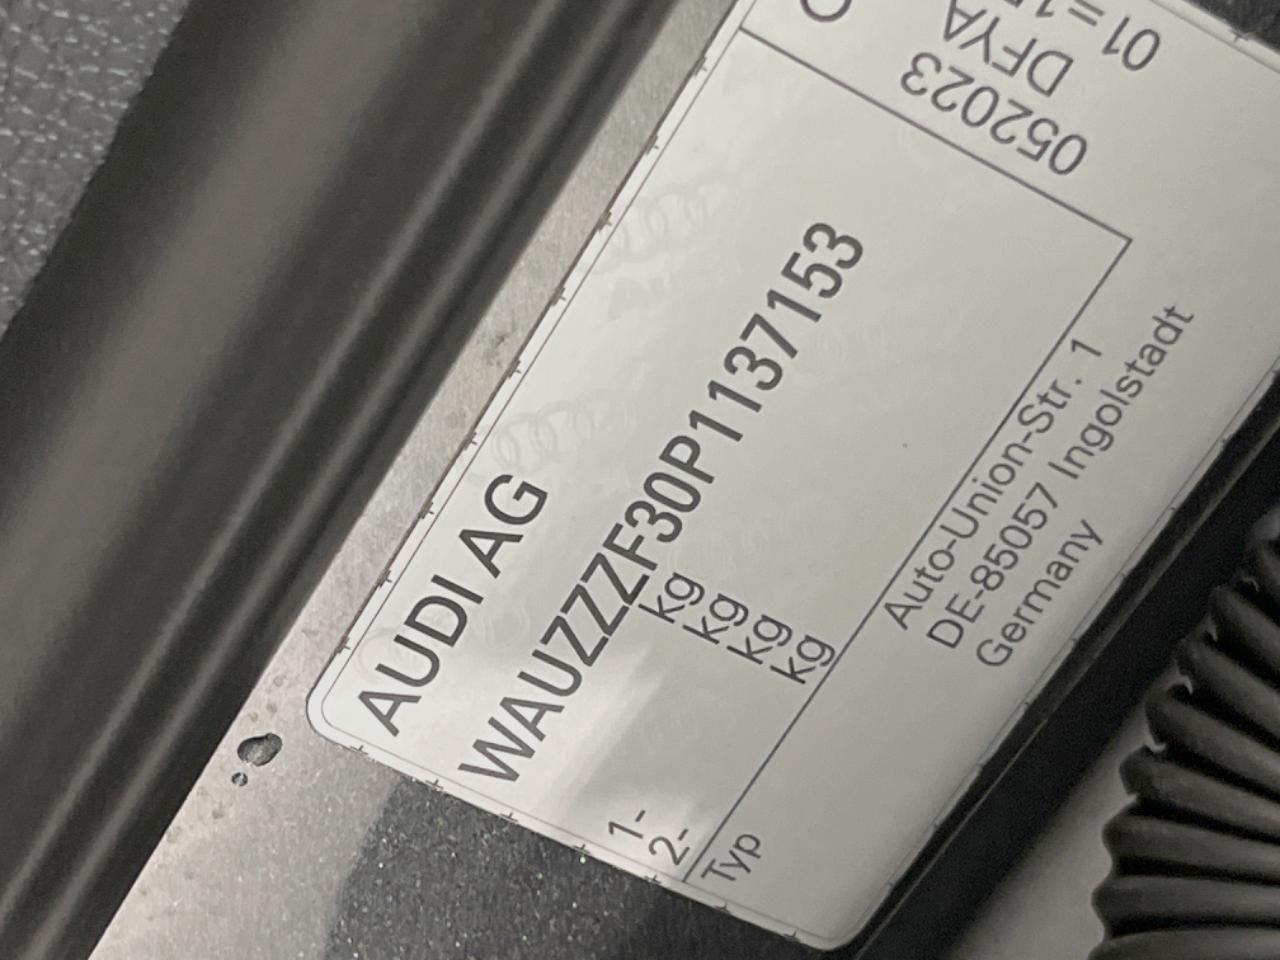 AUDI AG
WAUZZZF30P1137153
kg
kg
1- kg
2- kg
Typ
Auto-Union-Str. 1
DE-85057 Ingolstadt
Germany
052023
DFYA